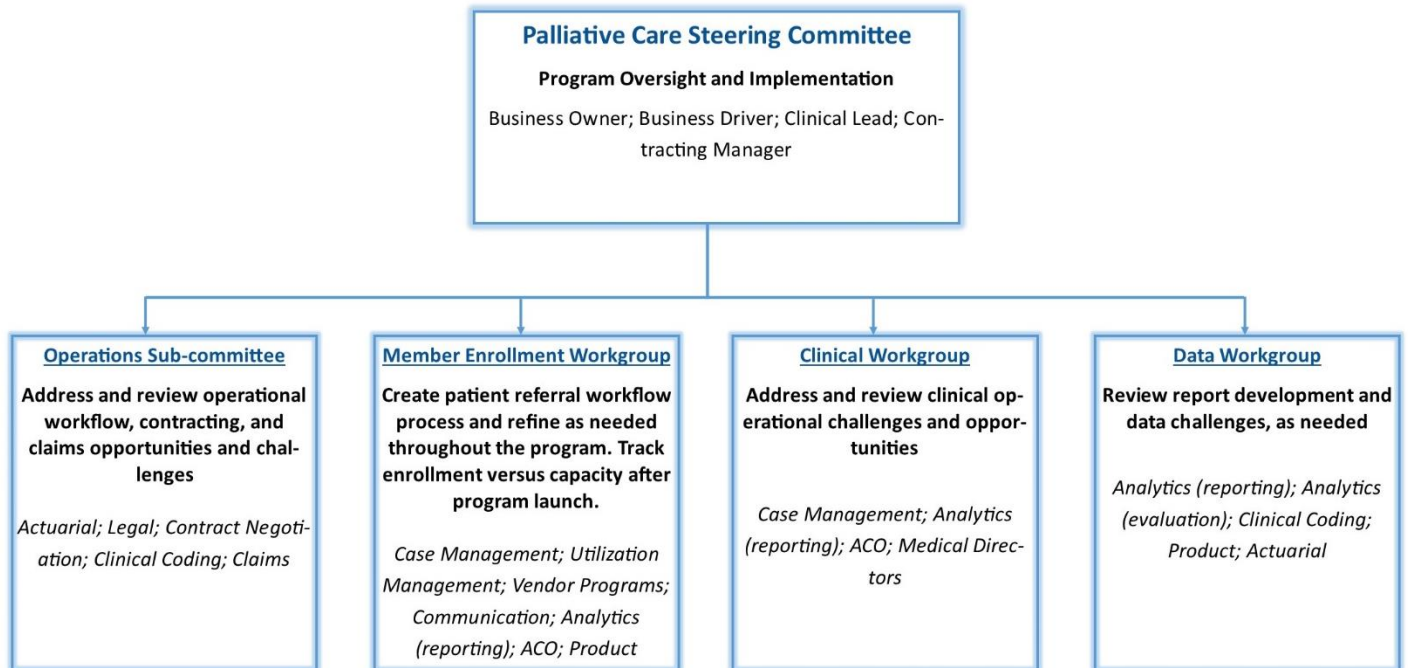 Palliative Care Steering Committee
Program Oversight and Implementation
Business Owner; Business Driver; Clinical Lead; Con-
tracting Manager
Operations Sub-committee
Address and review operational
workflow, contracting, and
claims opportunities and chal-
lenges
Actuarial; Legal; Contract Negoti-
ation; Clinical Coding; Claims
Member Enrollment Workgroup
Create patient referral workflow
process and refine as needed
throughout the program. Track
enrollment versus capacity after
program launch.
Case Management; Utilization
Management; Vendor Programs;
Communication; Analytics
(reporting); ACO; Product
Clinical Workgroup
Address and review clinical op-
erational challenges and oppor-
tunities
Case Management; Analytics
(reporting); ACO; Medical Direc-
tors
Data Workgroup
Review report development and
data challenges, as needed
Analytics (reporting); Analytics
(evaluation); Clinical Coding;
Product; Actuarial